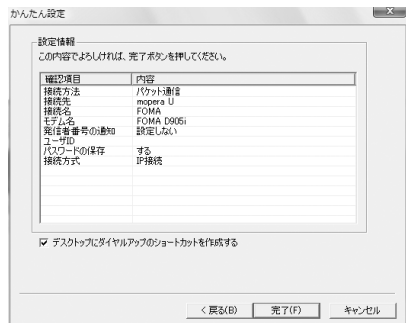 かんたん設定
設定情報
この内容でよろしければ、完了ボタンを押してください。
確認項目 内容
接続方法 パケット通信
接続先 mopera U
接続名 FOMA
モデム名 FOMA D905i
発信者番号の通知 設定しない
ユーザID
パスワードの保存 する
接続方式 IP接続
デスクトップにダイヤルアップのショートカットを作成する
< 戻る(B) 完了(F) キャンセル